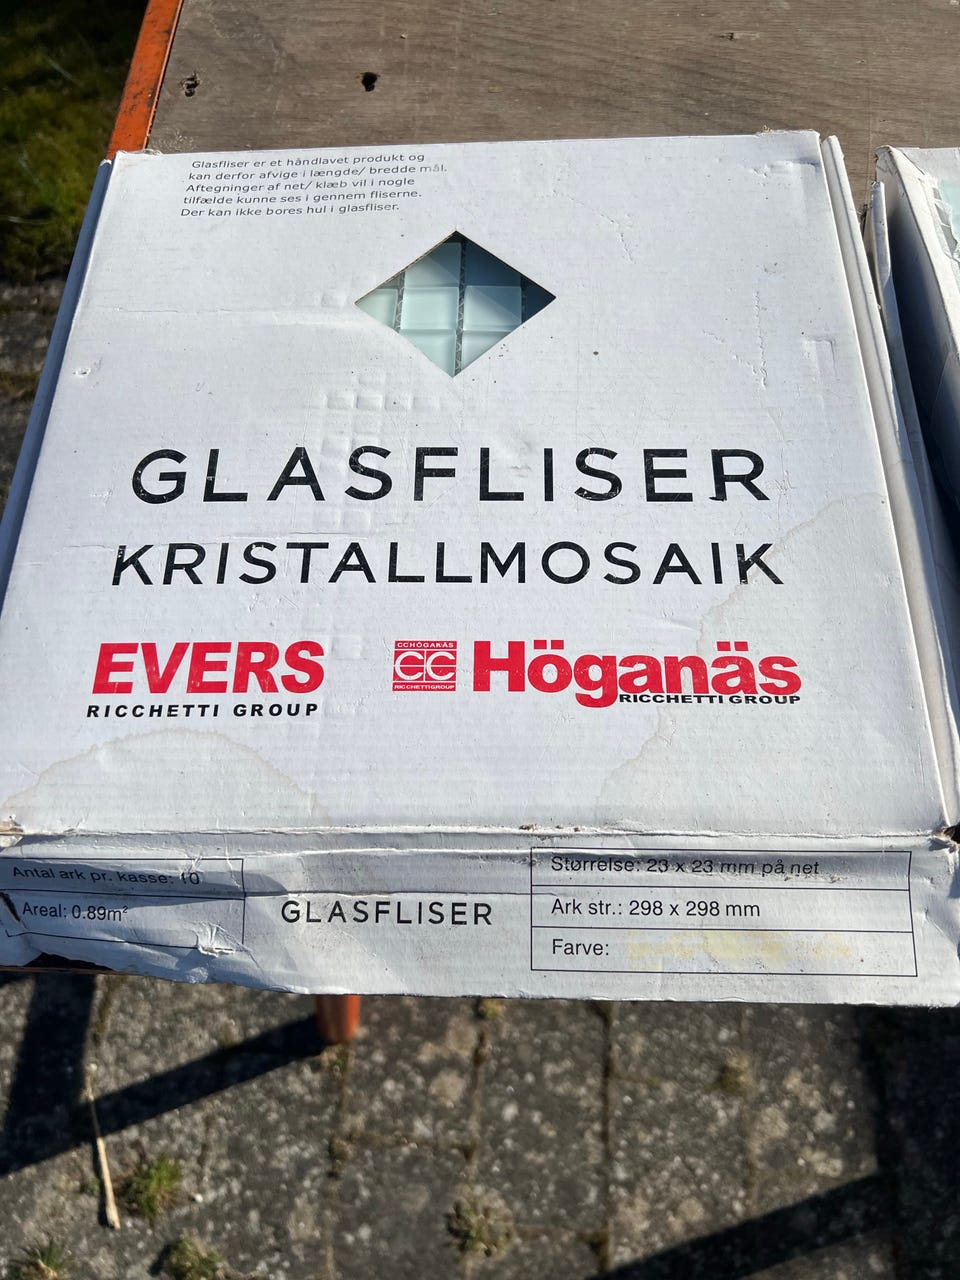 Glasfliser er et håndlavet produkt og
kan derfor afvige i længde/ bredde mål.
Aftegninger af net/ klæb vil i nogle
tilfælde kunne ses i gennem fliserne.
Der kan ikke bores hul i glasfliser.
GLASFLISER
KRISTALLMOSAIK
EVERS
RICCHETTI GROUP
CCHÖGANÄS
CC
RICCHETTIGROUP
Höganäs
RICCHETTI GROUP
Antal ark pr. kasse: 10
Areal: 0.89m²
GLASFLISER
Størrelse: 23 x 23 mm på net
Ark str.: 298 x 298 mm
Farve: